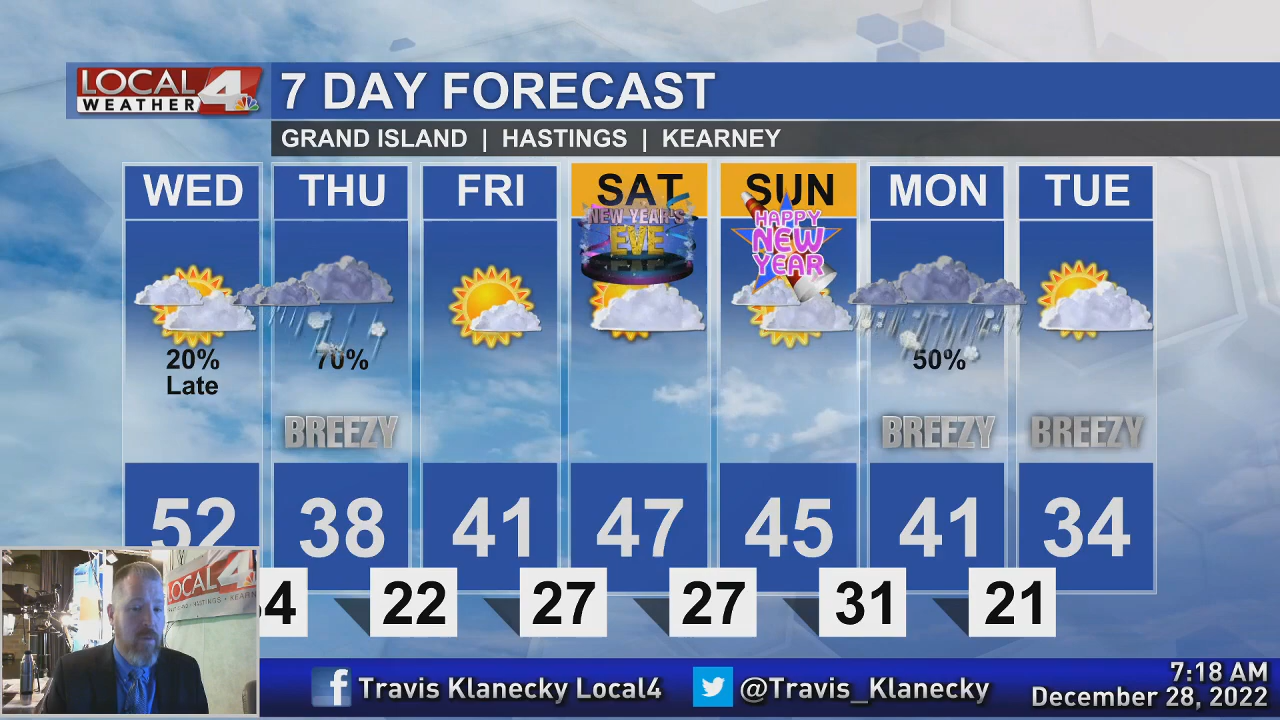 LOCAL 4
WEATHER
7 DAY FORECAST
GRAND ISLAND | HASTINGS | KEARNEY
WED THU FRI SAT SUN MON TUE
NEW YEAR'S
EVE
HAPPY
NEW
YEAR
20% 70% 50%
Late
BREEZY BREEZY BREEZY
52 38 41 47 45 41 34
22 27 27 31 21
LOCAL 4
Travis Klanecky Local4 @Travis_Klanecky
7:18 AM
December 28, 2022